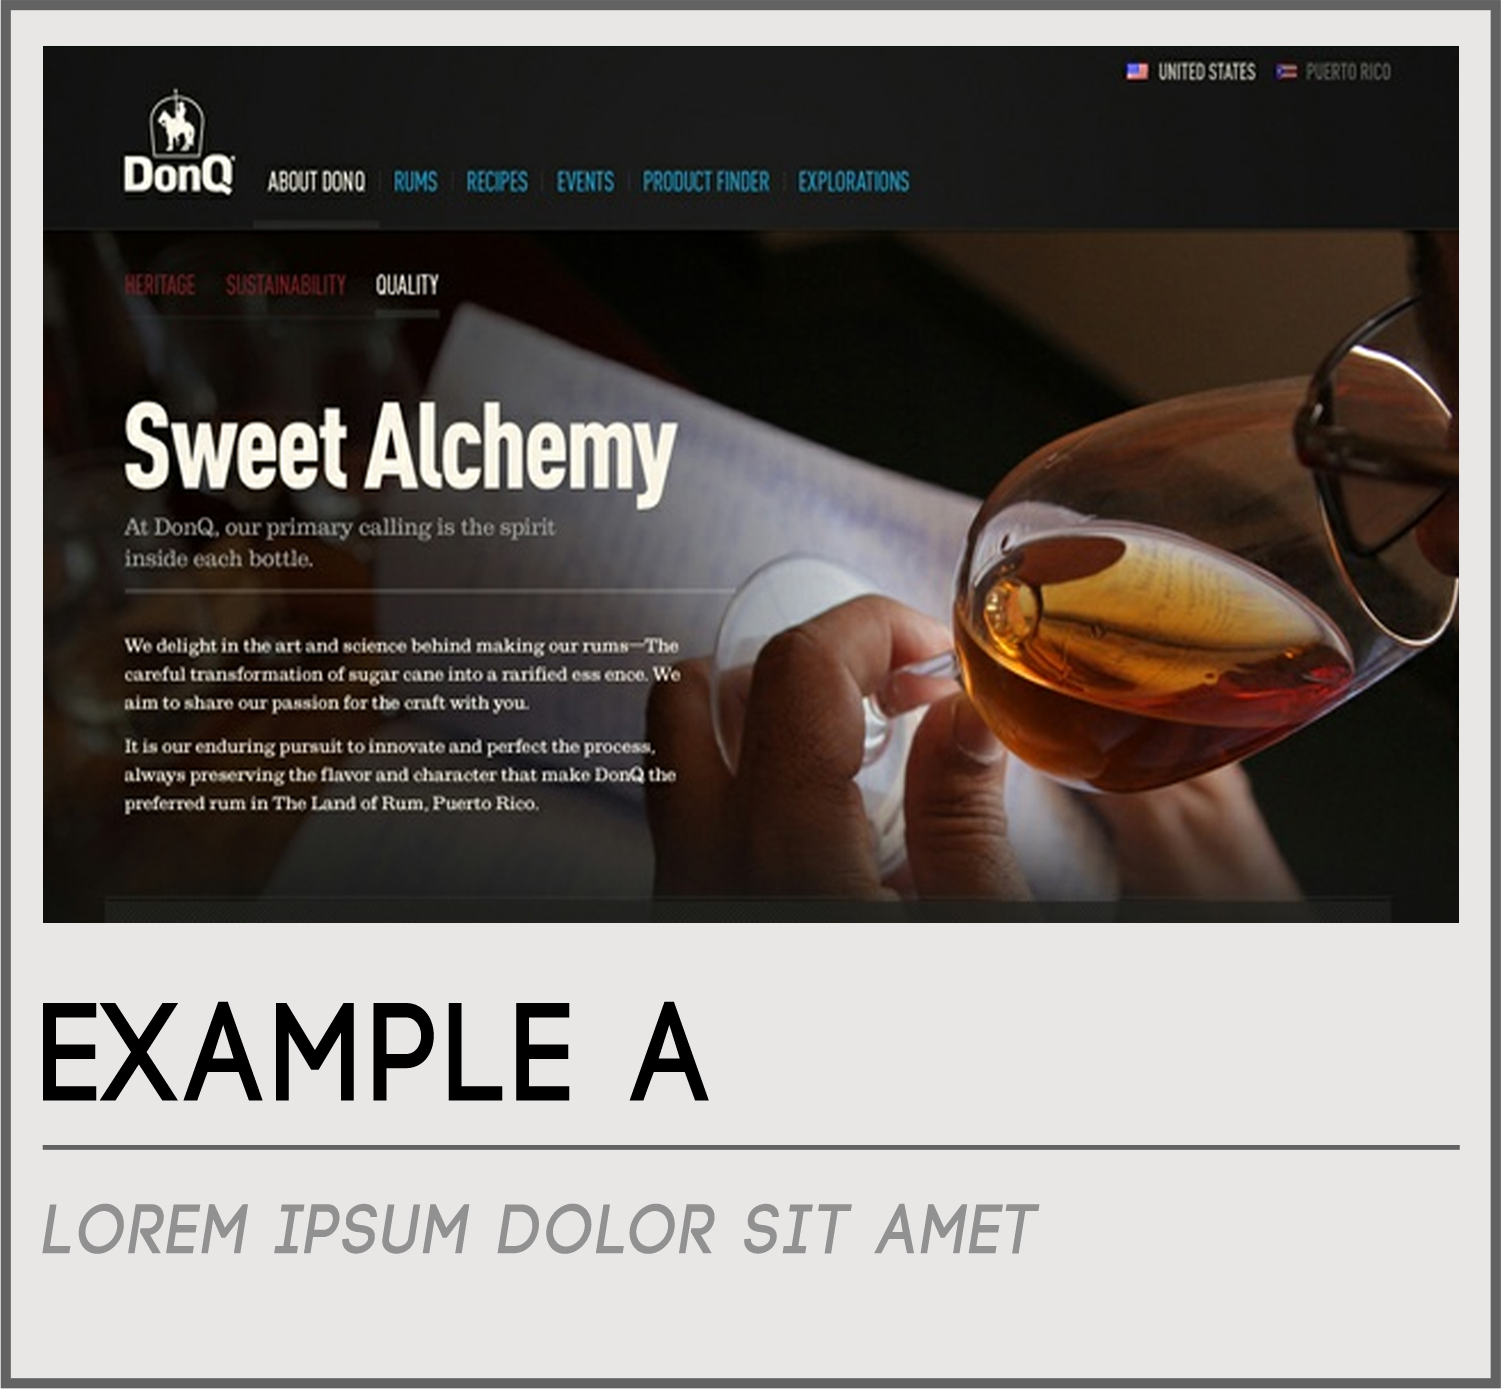 UNITED STATES PUERTO RICO
DonQ
ABOUT DONQ RUMS RECIPES EVENTS PRODUCT FINDER EXPLORATIONS
HERITAGE SUSTAINABILITY QUALITY
Sweet Alchemy
At DonQ, our primary calling is the spirit
inside each bottle.
We delight in the art and science behind making our rums—The
careful transformation of sugar cane into a rarified ess ence. We
aim to share our passion for the craft with you.
It is our enduring pursuit to innovate and perfect the process,
always preserving the flavor and character that make DonQ the
preferred rum in The Land of Rum, Puerto Rico.
EXAMPLE A
LOREM IPSUM DOLOR SIT AMET